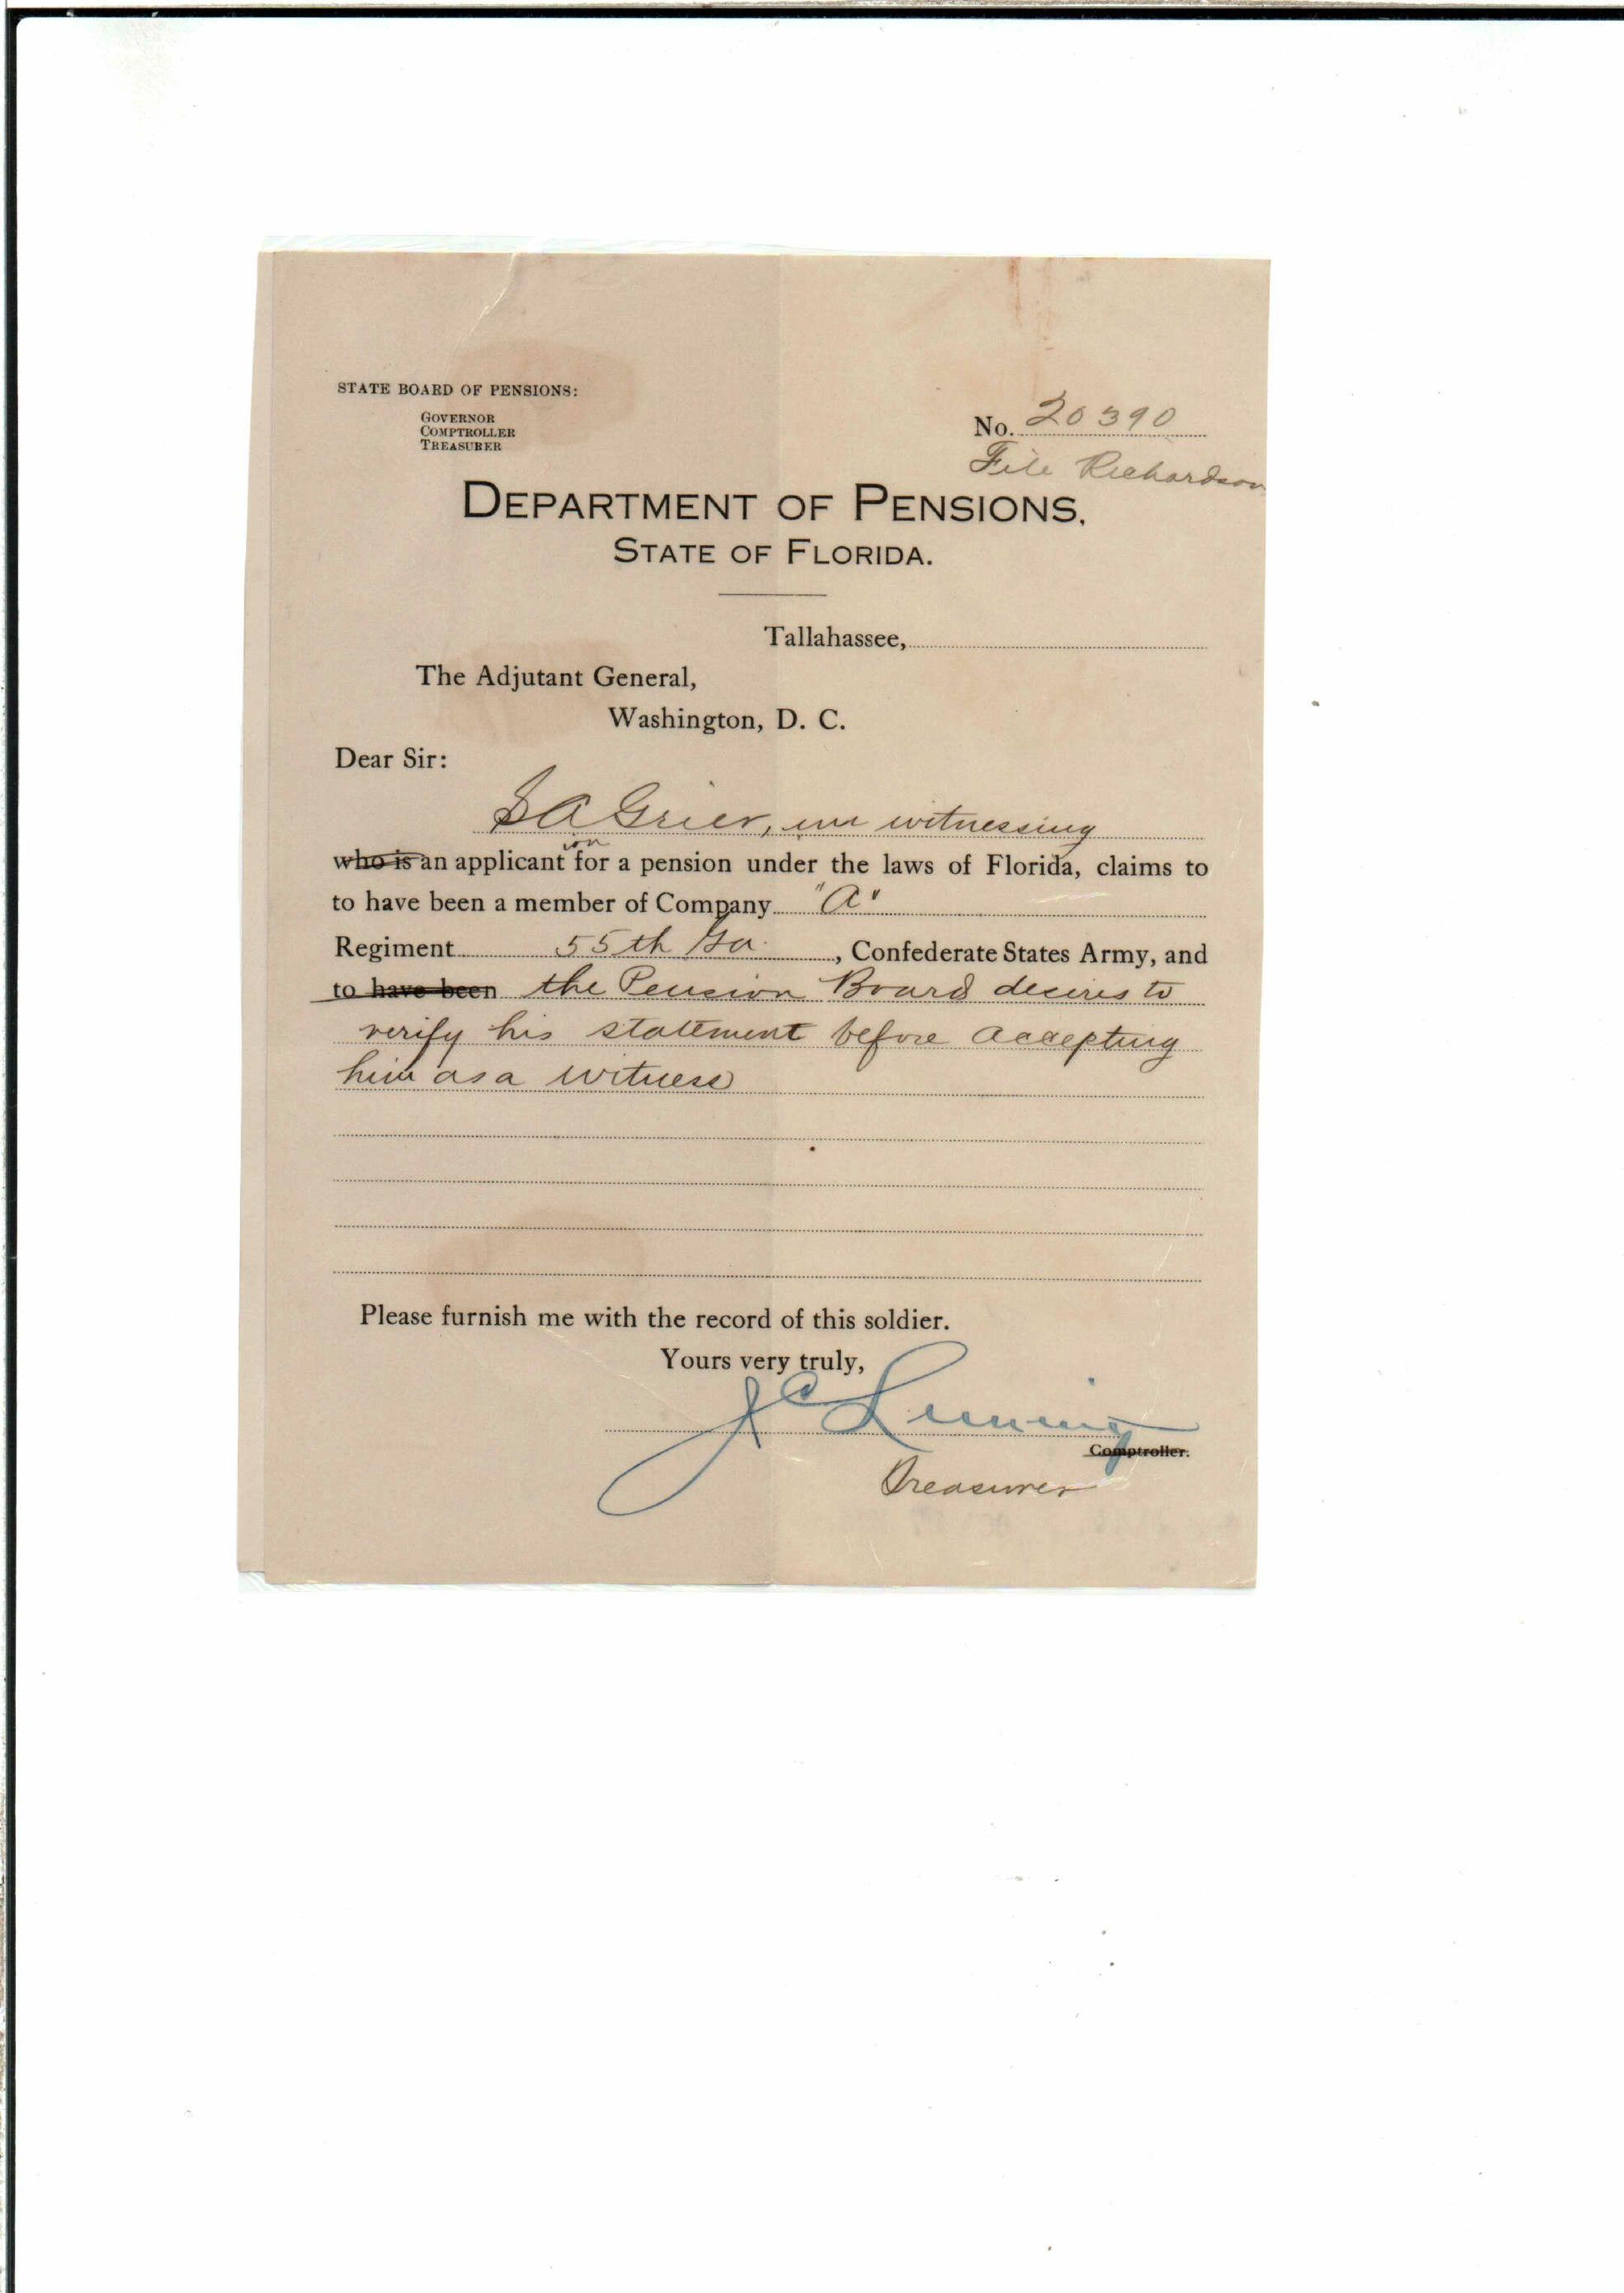 STATE BOARD OF PENSIONS:
GOVERNOR
COMPTROLLER
TREASURER
No. 20390
File Richardson
DEPARTMENT OF PENSIONS,
STATE OF FLORIDA.
Tallahassee,
The Adjutant General,
Washington, D. C.
Dear Sir:
S A Grier, in witnessing
who is an application for a pension under the laws of Florida, claims to
to have been a member of Company "A"
Regiment 55th Ga. , Confederate States Army, and
to have been the Pension Board desires to
verify his statement before accepting
him as a witness
Please furnish me with the record of this soldier.
Yours very truly,
J C Luning
Comptroller.
Treasurer